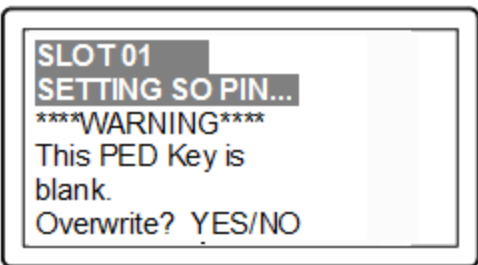 SLOT 01
SETTING SO PIN...
****WARNING****
This PED Key is
blank.
Overwrite? YES/NO